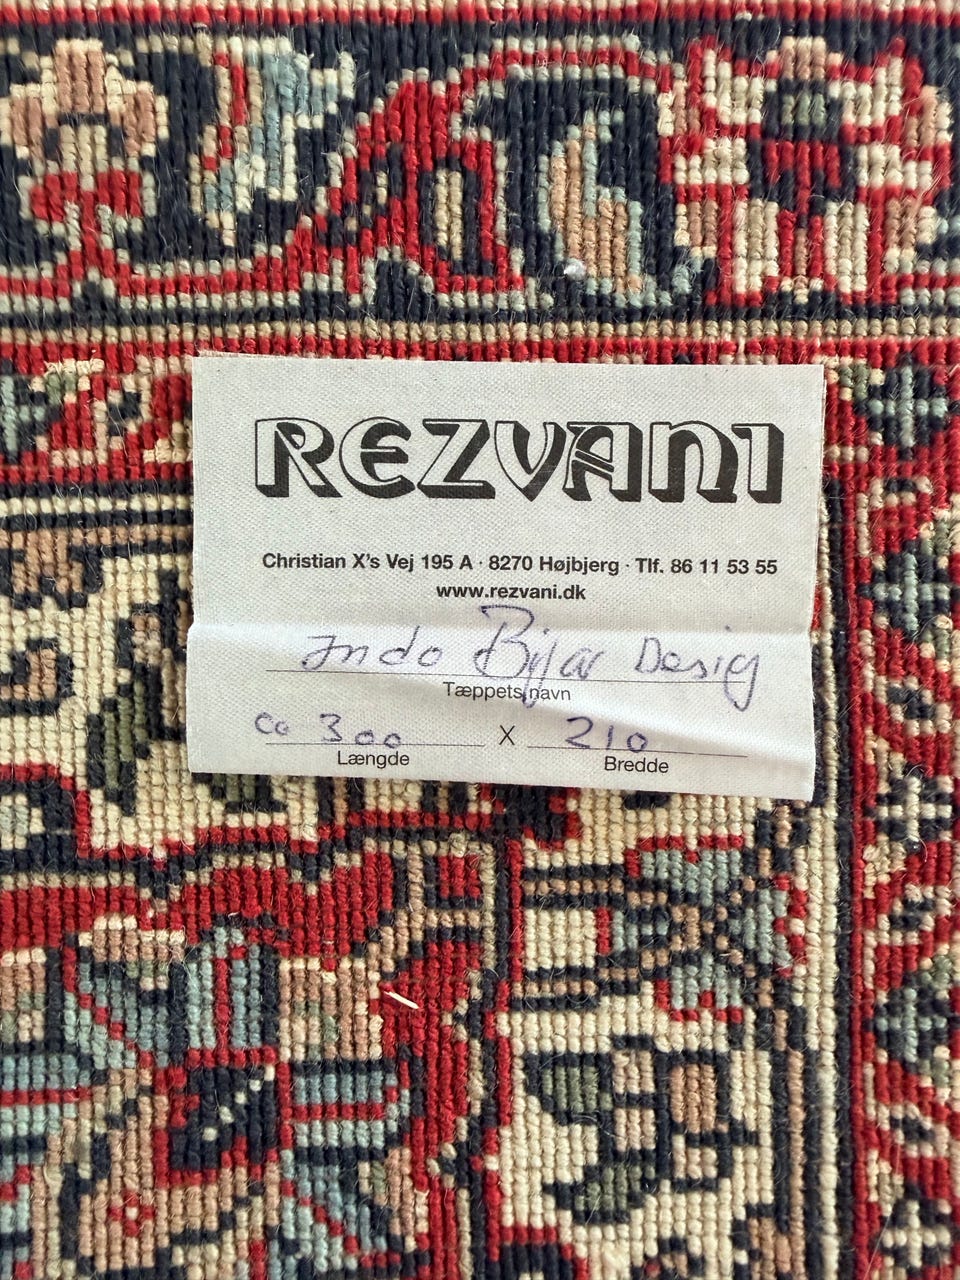 REZVANI
Christian X's Vej 195 A · 8270 Højbjerg · Tlf. 86 11 53 55
www.rezvani.dk
Indo Bijar Desig
Tæppets navn
ca 300 X 210
Længde Bredde